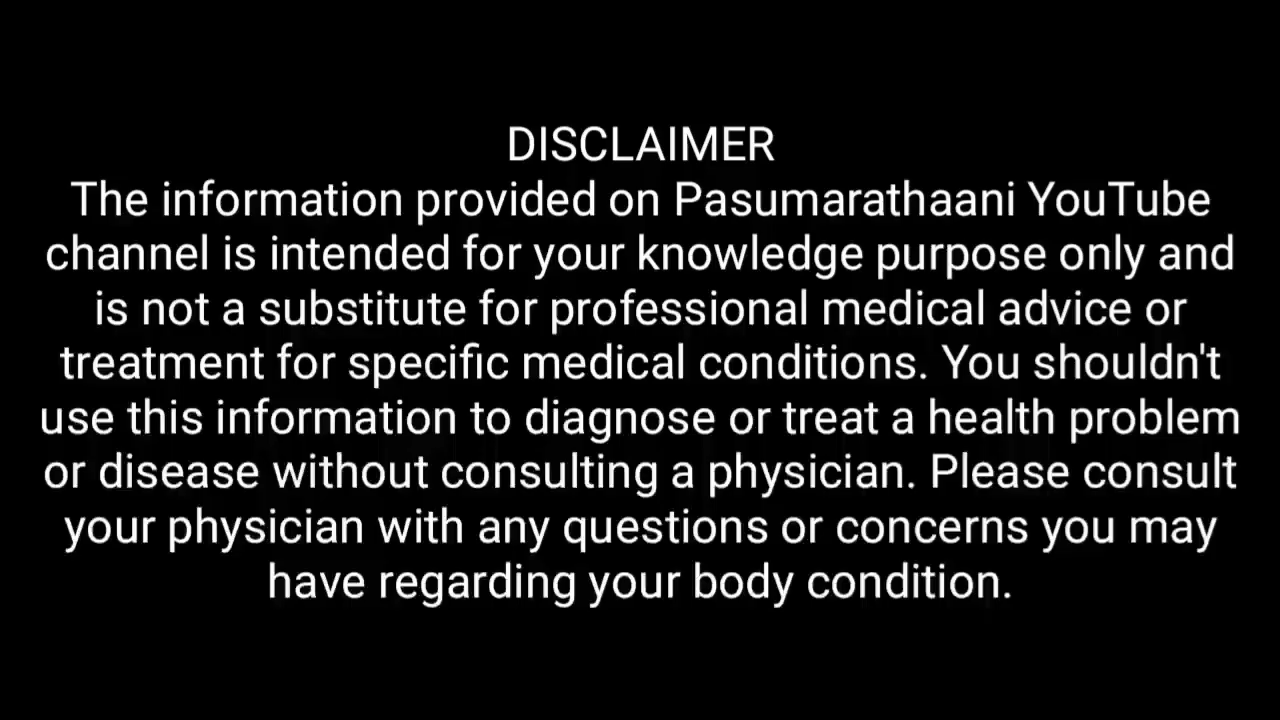 DISCLAIMER
The information provided on Pasumarathaani YouTube
channel is intended for your knowledge purpose only and
is not a substitute for professional medical advice or
treatment for specific medical conditions. You shouldn't
use this information to diagnose or treat a health problem
or disease without consulting a physician. Please consult
your physician with any questions or concerns you may
have regarding your body condition.